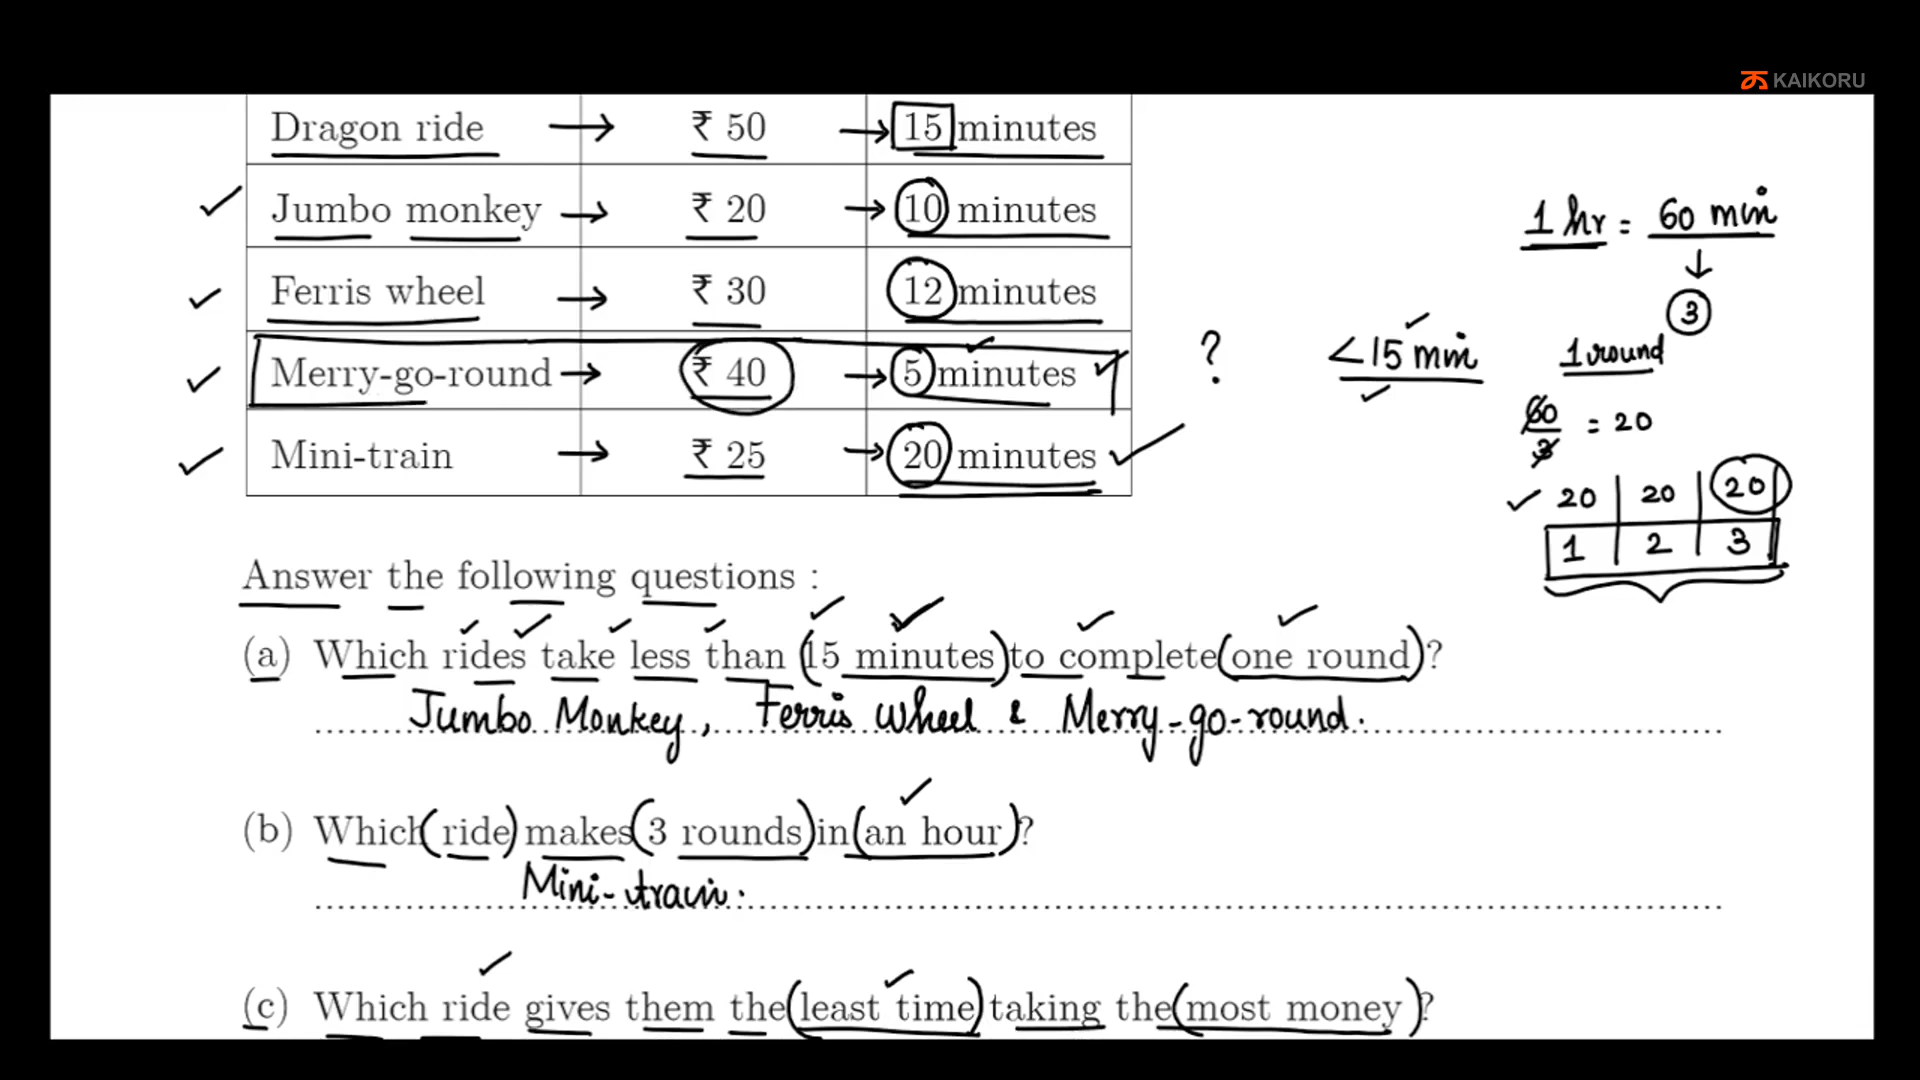 KAIKORU
Dragon ride → ₹ 50 → 15 minutes
Jumbo monkey → ₹ 20 → 10 minutes
Ferris wheel → ₹ 30 → 12 minutes
Merry-go-round → ₹ 40 → 5 minutes
Mini-train → ₹ 25 → 20 minutes
1 hr = 60 min
↓
3
? <15 min 1 round
60/3 = 20
20 | 20 | 20
1 | 2 | 3
Answer the following questions :
(a) Which rides take less than (15 minutes) to complete (one round)?
Jumbo Monkey, Ferris Wheel & Merry-go-round.
(b) Which (ride) makes (3 rounds) in (an hour)?
Mini-train.
(c) Which ride gives them the (least time) taking the (most money)?